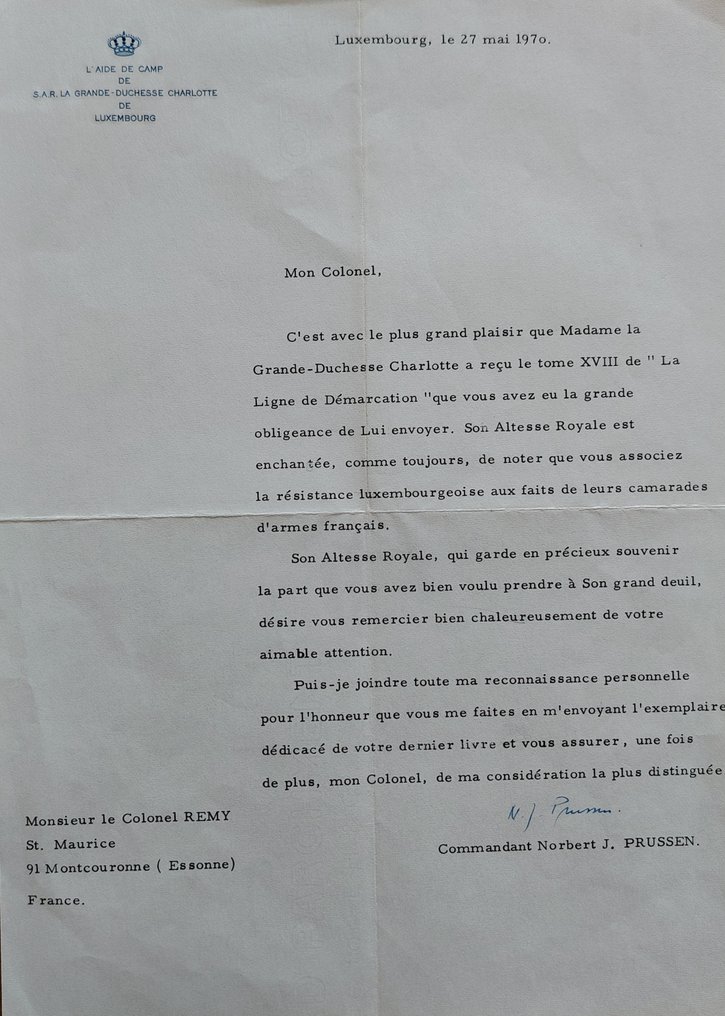 Luxembourg, le 27 mai 1970.
L'AIDE DE CAMP
DE
S.A.R. LA GRANDE-DUCHESSE CHARLOTTE
DE
LUXEMBOURG
Mon Colonel,
C'est avec le plus grand plaisir que Madame la
Grande-Duchesse Charlotte a reçu le tome XVIII de " La
Ligne de Démarcation "que vous avez eu la grande
obligeance de Lui envoyer. Son Altesse Royale est
enchantée, comme toujours, de noter que vous associez
la résistance luxembourgeoise aux faits de leurs camarades
d'armes français.
Son Altesse Royale, qui garde en précieux souvenir
la part que vous avez bien voulu prendre à Son grand deuil,
désire vous remercier bien chaleureusement de votre
aimable attention.
Puis-je joindre toute ma reconnaissance personnelle
pour l'honneur que vous me faites en m'envoyant l'exemplaire
dédicacé de votre dernier livre et vous assurer, une fois
de plus, mon Colonel, de ma considération la plus distinguée
N. J. Prussen.
Commandant Norbert J. PRUSSEN.
Monsieur le Colonel REMY
St. Maurice
91 Montcouronne ( Essonne)
France.